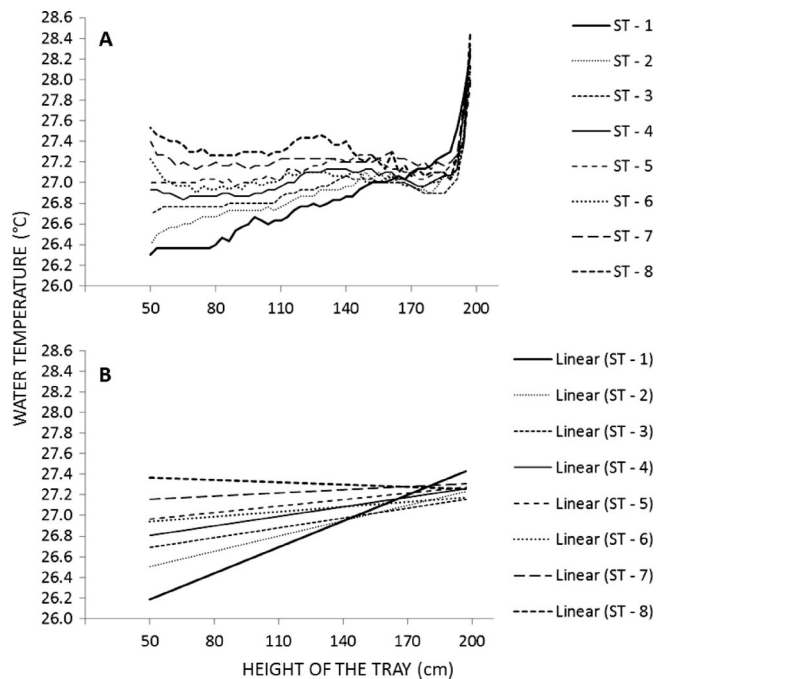 WATER TEMPERATURE (°C)
A
28.6
28.4
28.2
28.0
27.8
27.6
27.4
27.2
27.0
26.8
26.6
26.4
26.2
26.0
50 80 110 140 170 200
ST - 1
ST - 2
ST - 3
ST - 4
ST - 5
ST - 6
ST - 7
ST - 8
B
28.6
28.4
28.2
28.0
27.8
27.6
27.4
27.2
27.0
26.8
26.6
26.4
26.2
26.0
50 80 110 140 170 200
HEIGHT OF THE TRAY (cm)
Linear (ST - 1)
Linear (ST - 2)
Linear (ST - 3)
Linear (ST - 4)
Linear (ST - 5)
Linear (ST - 6)
Linear (ST - 7)
Linear (ST - 8)